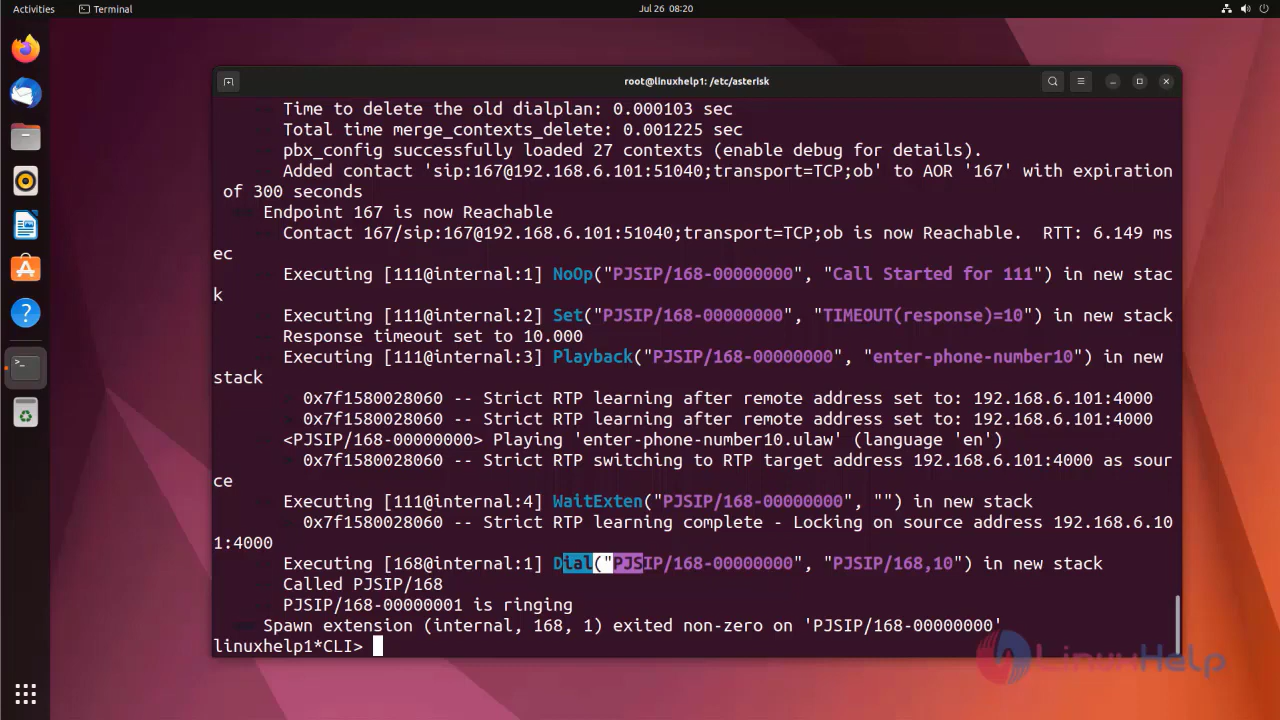 Activities
Terminal
Jul 26 08:20
root@linuxhelp1: /etc/asterisk
Time to delete the old dialplan: 0.000103 sec
Total time merge_contexts_delete: 0.001225 sec
pbx_config successfully loaded 27 contexts (enable debug for details).
Added contact 'sip:167@192.168.6.101:51040;transport=TCP;ob' to AOR '167' with expiration
of 300 seconds
Endpoint 167 is now Reachable
Contact 167/sip:167@192.168.6.101:51040;transport=TCP;ob is now Reachable.  RTT: 6.149 ms
ec
Executing [111@internal:1] NoOp("PJSIP/168-00000000", "Call Started for 111") in new stac
k
Executing [111@internal:2] Set("PJSIP/168-00000000", "TIMEOUT(response)=10") in new stack
Response timeout set to 10.000
Executing [111@internal:3] Playback("PJSIP/168-00000000", "enter-phone-number10") in new
stack
0x7f1580028060 -- Strict RTP learning after remote address set to: 192.168.6.101:4000
0x7f1580028060 -- Strict RTP learning after remote address set to: 192.168.6.101:4000
<PJSIP/168-00000000> Playing 'enter-phone-number10.ulaw' (language 'en')
0x7f1580028060 -- Strict RTP switching to RTP target address 192.168.6.101:4000 as sour
ce
Executing [111@internal:4] WaitExten("PJSIP/168-00000000", "") in new stack
0x7f1580028060 -- Strict RTP learning complete - Locking on source address 192.168.6.10
1:4000
Executing [168@internal:1] Dial("PJSIP/168-00000000", "PJSIP/168,10") in new stack
Called PJSIP/168
PJSIP/168-00000001 is ringing
Spawn extension (internal, 168, 1) exited non-zero on 'PJSIP/168-00000000'
linuxhelp1*CLI>
LinuxHelp